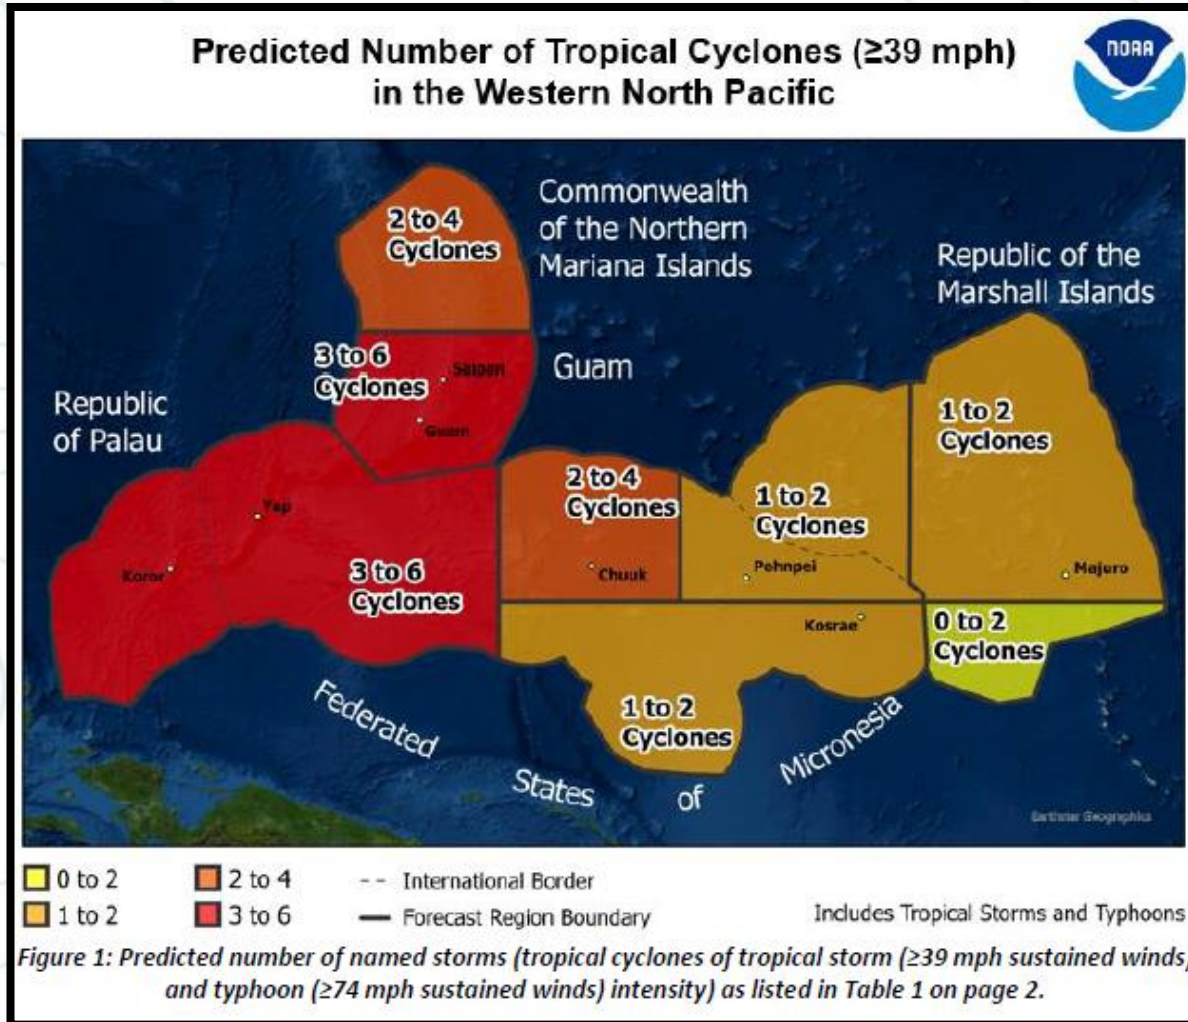 Predicted Number of Tropical Cyclones (≥39 mph)
in the Western North Pacific
NOAA
2 to 4
Cyclones
Commonwealth
of the Northern
Mariana Islands
Republic of the
Marshall Islands
3 to 6
Cyclones
Saipan
Guam
Guam
Republic
of Palau
1 to 2
Cyclones
2 to 4
Cyclones
1 to 2
Cyclones
Yap
Koror
3 to 6
Cyclones
Chuuk
Pohnpei
Majuro
Kosrae
0 to 2
Cyclones
1 to 2
Cyclones
Federated
States
of
Micronesia
Earthstar Geographics
0 to 2
2 to 4
International Border
1 to 2
3 to 6
Forecast Region Boundary
Includes Tropical Storms and Typhoons
Figure 1: Predicted number of named storms (tropical cyclones of tropical storm (≥39 mph sustained winds)
and typhoon (≥74 mph sustained winds) intensity) as listed in Table 1 on page 2.